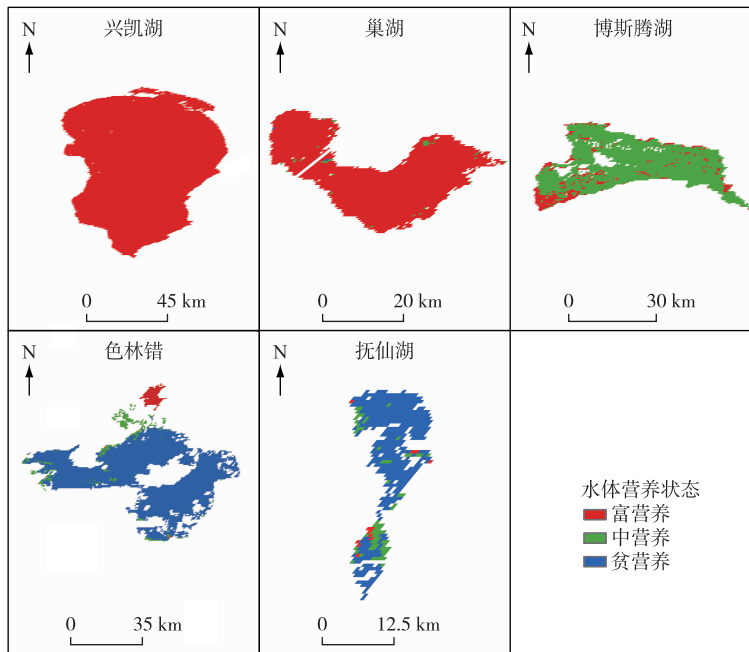 N 兴凯湖
0 45 km
N 巢湖
0 20 km
N 博斯腾湖
0 30 km
N 色林错
0 35 km
N 抚仙湖
0 12.5 km
水体营养状态
富营养
中营养
贫营养